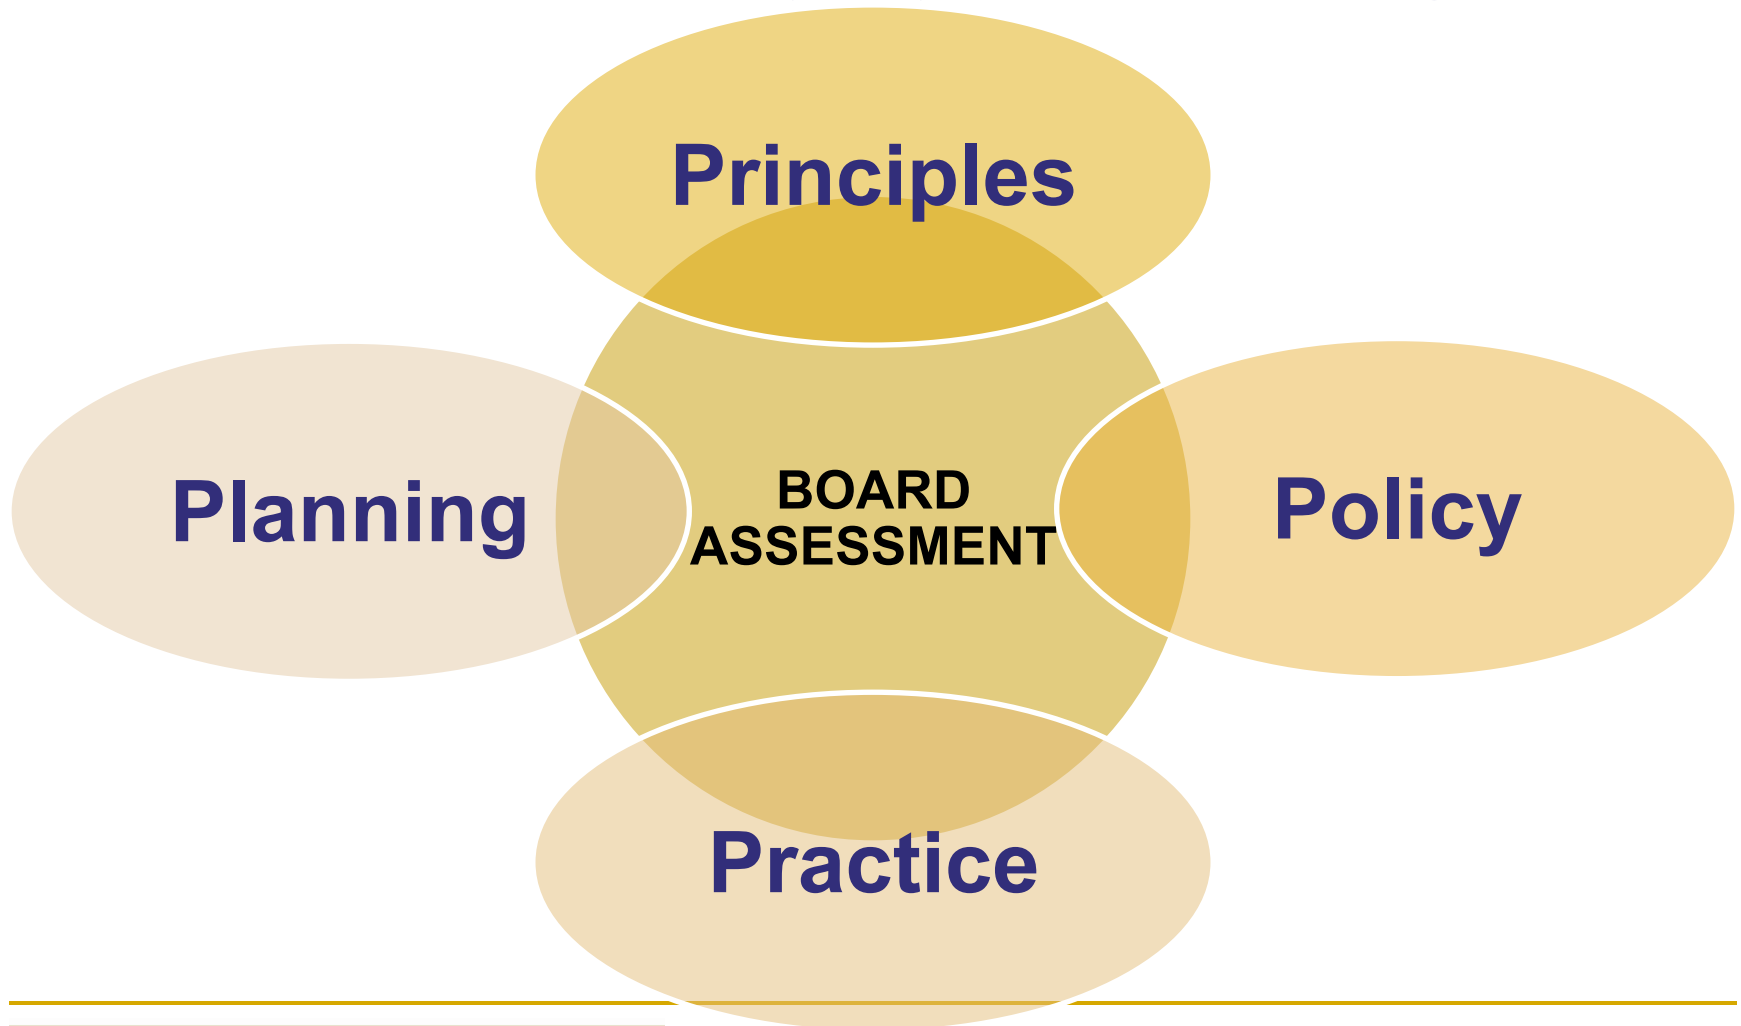 Principles
Planning
BOARD
ASSESSMENT
Policy
Practice